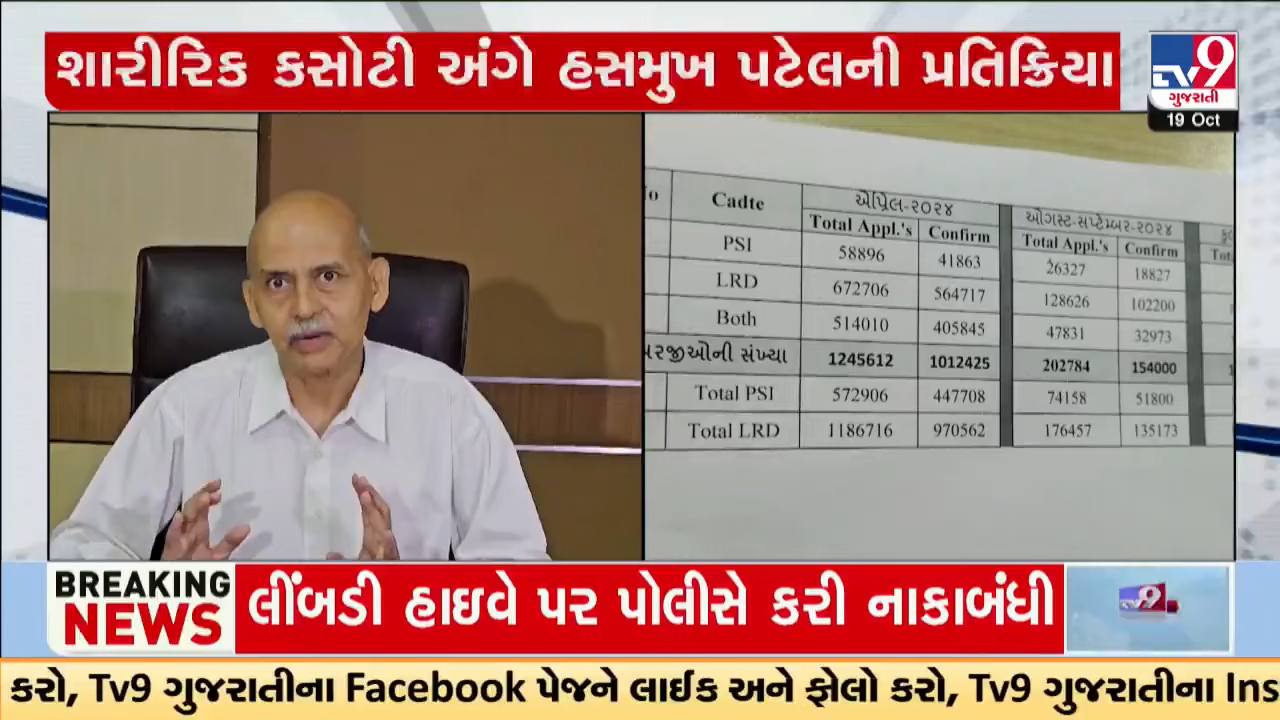 શારીરિક કસોટી અંગે હસમુખ પટેલની પ્રતિક્રિયા
tv9
ગુજરાતી
19 Oct
Cadte એપ્રિલ-૨૦૨૪ ઓગસ્ટ-સપ્ટેમ્બર-૨૦૨૪
Total Appl.'s Confirm Total Appl.'s Confirm
PSI 58896 41863 26327 18827
LRD 672706 564717 128626 102200
Both 514010 405845 47831 32973
અરજીઓની સંખ્યા 1245612 1012425 202784 154000
Total PSI 572906 447708 74158 51800
Total LRD 1186716 970562 176457 135173
BREAKING
NEWS
લીંબડી હાઇવે પર પોલીસે કરી નાકાબંધી
tv9
કરો, Tv9 ગુજરાતીના Facebook પેજને લાઈક અને ફોલો કરો, Tv9 ગુજરાતીના Ins